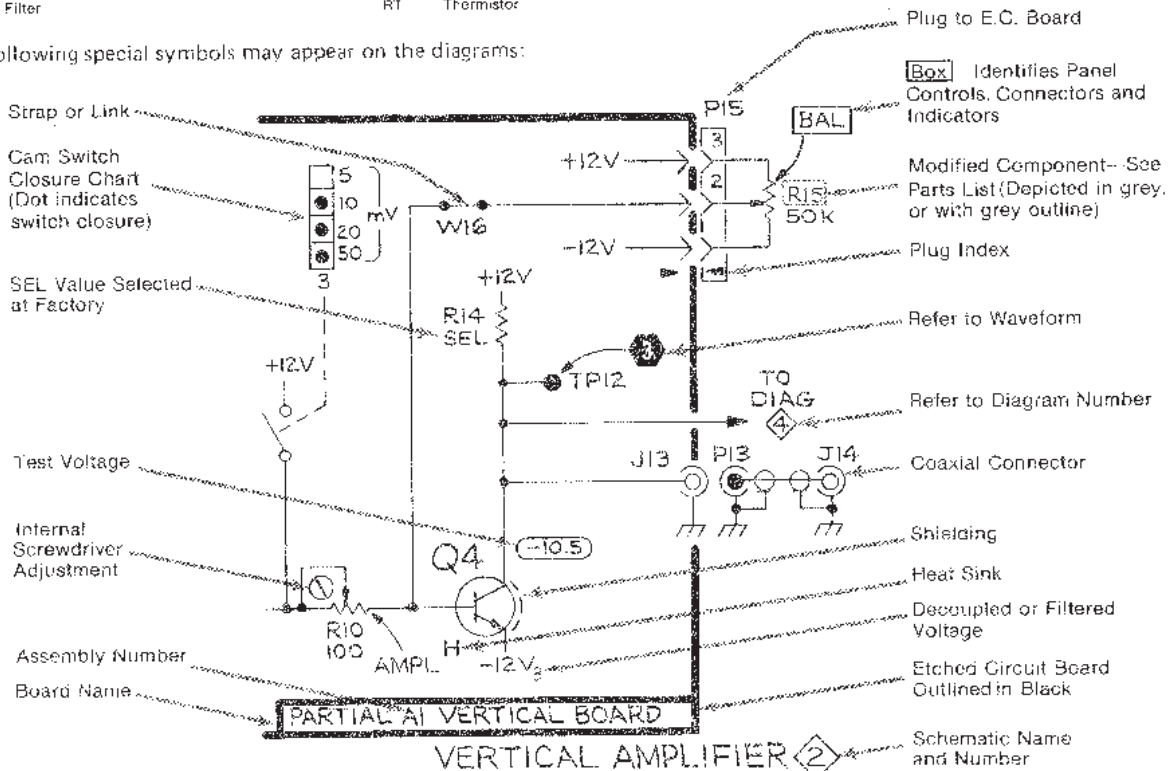 Filter
RT Thermistor
ollowing special symbols may appear on the diagrams:
Plug to E.C. Board
Box Identifies Panel
Controls, Connectors and
Indicators
Strap or Link
P15
BAL
Cam Switch
Closure Chart
(Dot indicates
switch closure)
5
10
20
50
mV
3
+12V
3
2
W16
-12V
R15
50K
Modified Component-- See
Parts List (Depicted in grey,
or with grey outline)
Plug Index
SEL Value Selected
at Factory
+12V
R14
SEL
Refer to Waveform
+12V
TP12
TO
DIAG
4
Refer to Diagram Number
Test Voltage
J13
P13
J14
Coaxial Connector
Internal
Screwdriver
Adjustment
Q4
-10.5
Shielding
Heat Sink
R10
100
AMPL
H
-12V2
Decoupled or Filtered
Voltage
Assembly Number
Board Name
PARTIAL A1 VERTICAL BOARD
Etched Circuit Board
Outlined in Black
VERTICAL AMPLIFIER 2
Schematic Name
and Number